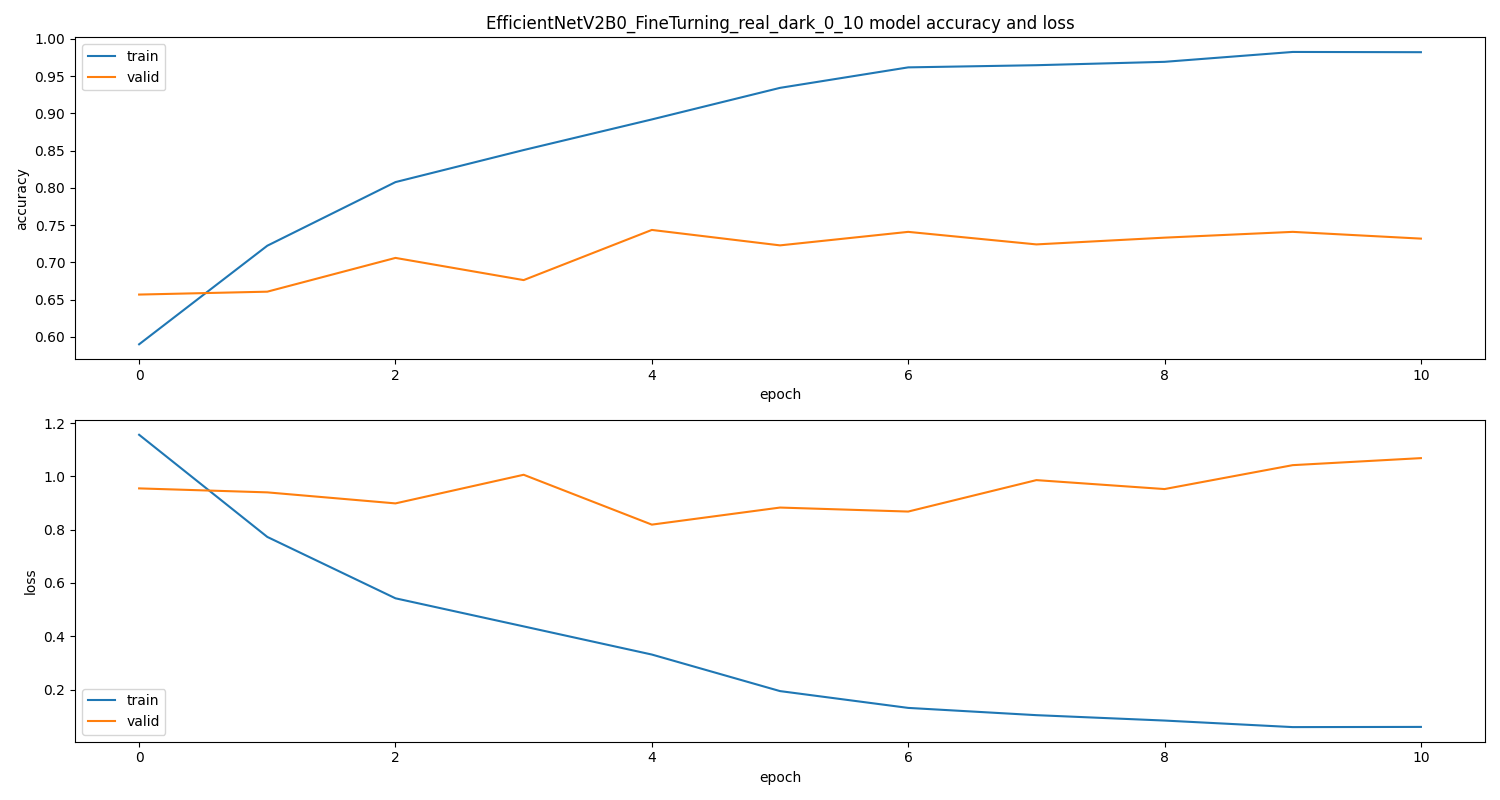 EfficientNetV2B0_FineTurning_real_dark_0_10 model accuracy and loss
1.00
0.95
0.90
0.85
0.80
0.75
0.70
0.65
0.60
accuracy
train
valid
0 2 4 6 8 10
epoch
1.2
1.0
0.8
0.6
0.4
0.2
loss
train
valid
0 2 4 6 8 10
epoch